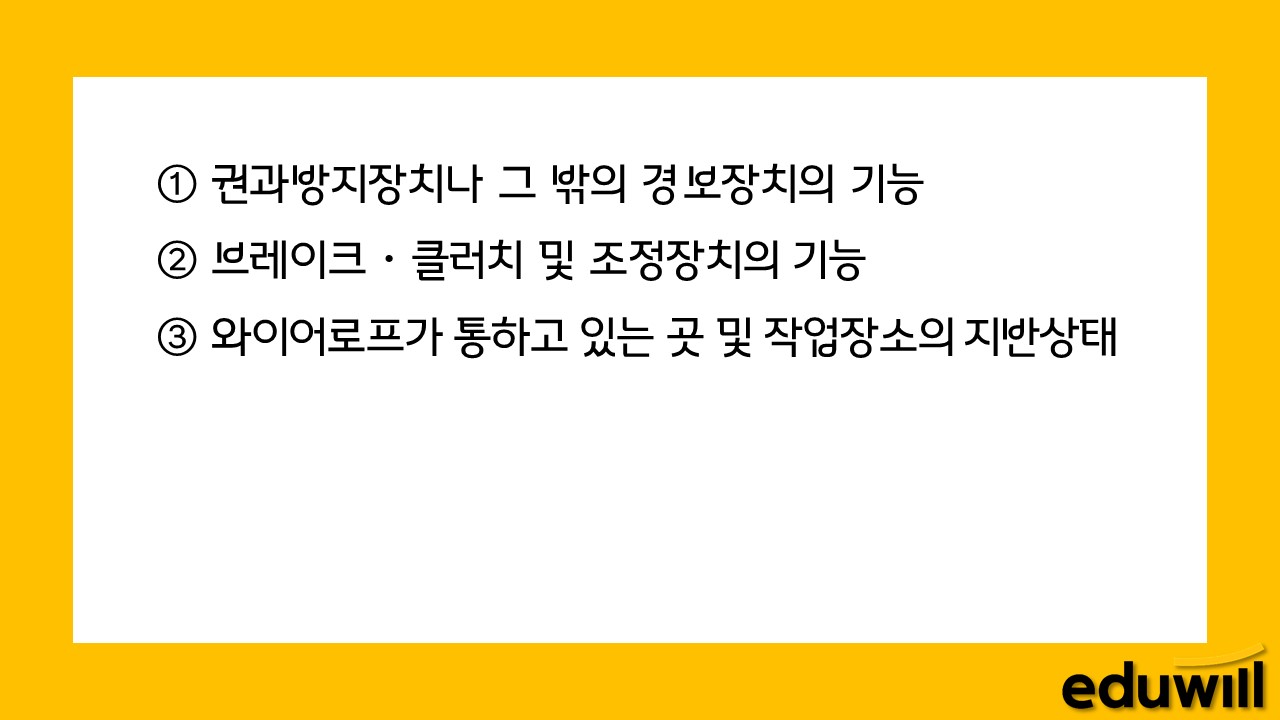 ① 권과방지장치나 그 밖의 경보장치의 기능
② 브레이크 · 클러치 및 조정장치의 기능
③ 와이어로프가 통하고 있는 곳 및 작업장소의 지반상태
eduwill